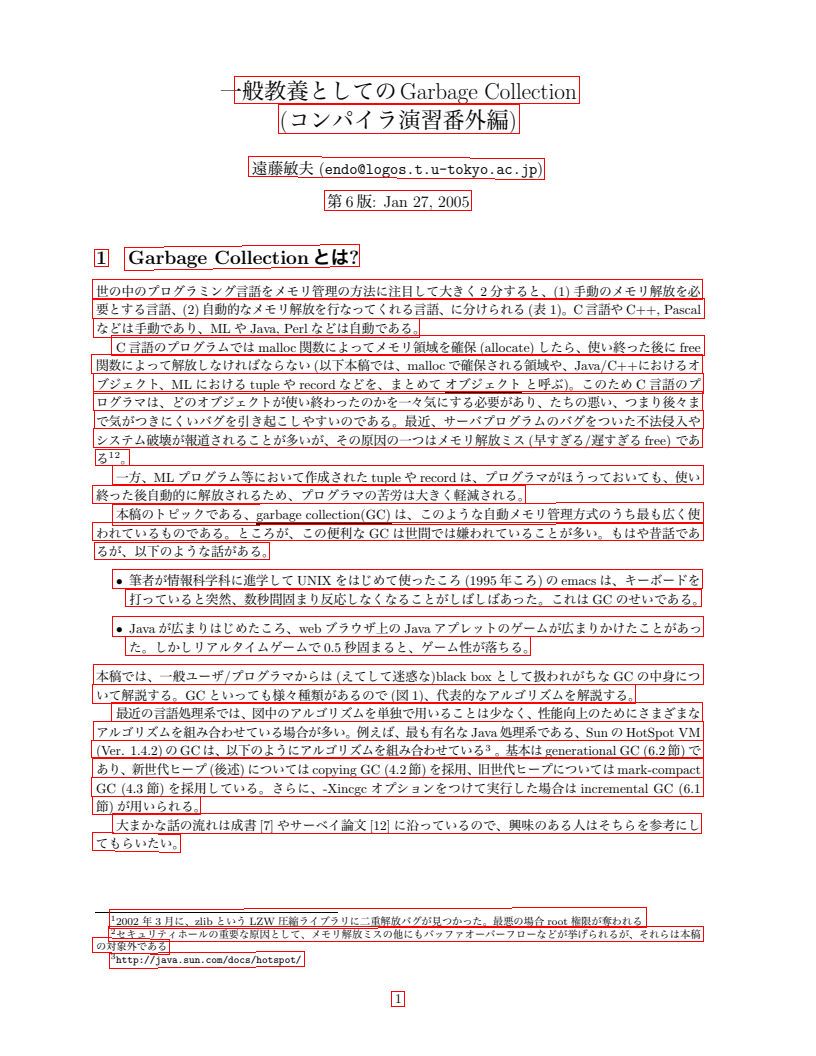 一般教養としての Garbage Collection
(コンパイラ演習番外編)
遠藤敏夫 (endo@logos.t.u-tokyo.ac.jp)
第 6 版: Jan 27, 2005
1 Garbage Collection とは?
世の中のプログラミング言語をメモリ管理の方法に注目して大きく 2 分すると、(1) 手動のメモリ解放を必
要とする言語、(2) 自動的なメモリ解放を行なってくれる言語、に分けられる (表 1)。C 言語や C++, Pascal
などは手動であり、ML や Java, Perl などは自動である。
C 言語のプログラムでは malloc 関数によってメモリ領域を確保 (allocate) したら、使い終った後に free
関数によって解放しなければならない (以下本稿では、malloc で確保される領域や、Java/C++におけるオ
ブジェクト、ML における tuple や record などを、まとめて オブジェクト と呼ぶ)。このため C 言語のプ
ログラマは、どのオブジェクトが使い終わったのかを一々気にする必要があり、たちの悪い、つまり後々ま
で気がつきにくいバグを引き起こしやすいのである。最近、サーバプログラムのバグをついた不法侵入や
システム破壊が報道されることが多いが、その原因の一つはメモリ解放ミス (早すぎる/遅すぎる free) であ
る12。
一方、ML プログラム等において作成された tuple や record は、プログラマがほうっておいても、使い
終った後自動的に解放されるため、プログラマの苦労は大きく軽減される。
本稿のトピックである、garbage collection(GC) は、このような自動メモリ管理方式のうち最も広く使
われているものである。ところが、この便利な GC は世間では嫌われていることが多い。もはや昔話であ
るが、以下のような話がある。
• 筆者が情報科学科に進学して UNIX をはじめて使ったころ (1995 年ころ) の emacs は、キーボードを
打っていると突然、数秒間固まり反応しなくなることがしばしばあった。これは GC のせいである。
• Java が広まりはじめたころ、web ブラウザ上の Java アプレットのゲームが広まりかけたことがあっ
た。しかしリアルタイムゲームで 0.5 秒固まると、ゲーム性が落ちる。
本稿では、一般ユーザ/プログラマからは (えてして迷惑な)black box として扱われがちな GC の中身につ
いて解説する。GC といっても様々種類があるので (図 1)、代表的なアルゴリズムを解説する。
最近の言語処理系では、図中のアルゴリズムを単独で用いることは少なく、性能向上のためにさまざまな
アルゴリズムを組み合わせている場合が多い。例えば、最も有名な Java 処理系である、Sun の HotSpot VM
(Ver. 1.4.2) の GC は、以下のようにアルゴリズムを組み合わせている3 。基本は generational GC (6.2 節) で
あり、新世代ヒープ (後述) については copying GC (4.2 節) を採用、旧世代ヒープについては mark-compact
GC (4.3 節) を採用している。さらに、-Xincgc オプションをつけて実行した場合は incremental GC (6.1
節) が用いられる。
大まかな話の流れは成書 [7] やサーベイ論文 [12] に沿っているので、興味のある人はそちらを参考にし
てもらいたい。
12002 年 3 月に、zlib という LZW 圧縮ライブラリに二重解放バグが見つかった。最悪の場合 root 権限が奪われる
2セキュリティホールの重要な原因として、メモリ解放ミスの他にもバッファオーバーフローなどが挙げられるが、それらは本稿
の対象外である
3http://java.sun.com/docs/hotspot/
1